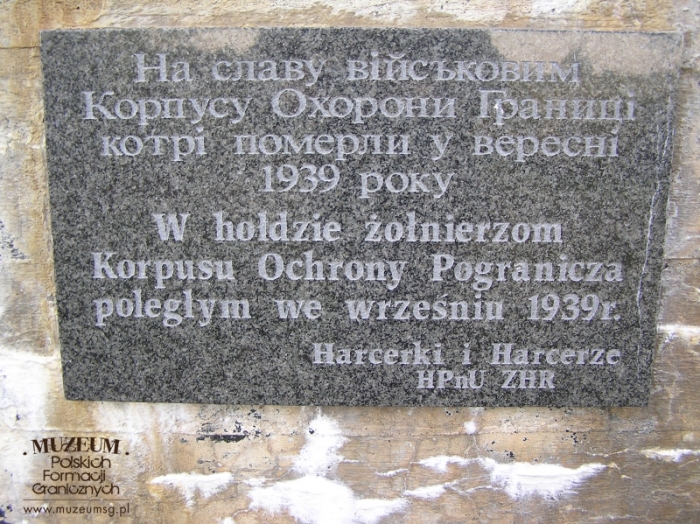 На славу військовим
Корпусу Охорони Границі
котрі померли у вересні
1939 року
W hołdzie żołnierzom
Korpusu Ochrony Pogranicza
poległym we wrześniu 1939r.
Harcerki i Harcerze
HPnU ZHR
MUZEUM
Polskich
Formacji
Granicznych
www.muzeumsg.pl